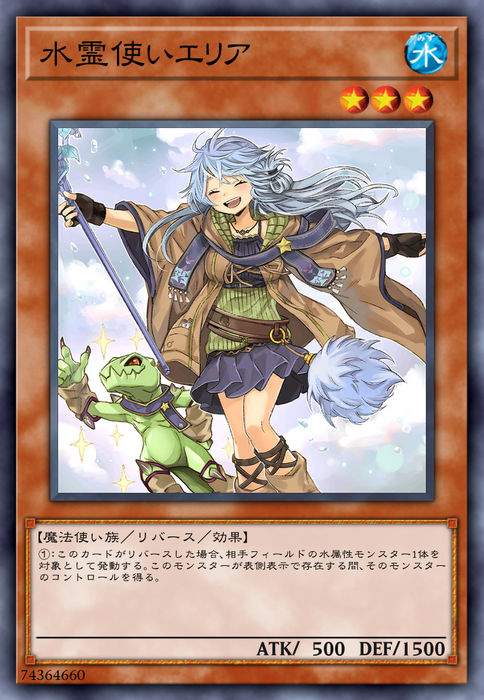 水霊使いエリア
みず
水
【魔法使い族／リバース／効果】
①:このカードがリバースした場合、相手フィールドの水属性モンスター1体を
対象として発動する。このモンスターが表側表示で存在する間、そのモンスター
のコントロールを得る。
ATK/ 500 DEF/1500
74364660